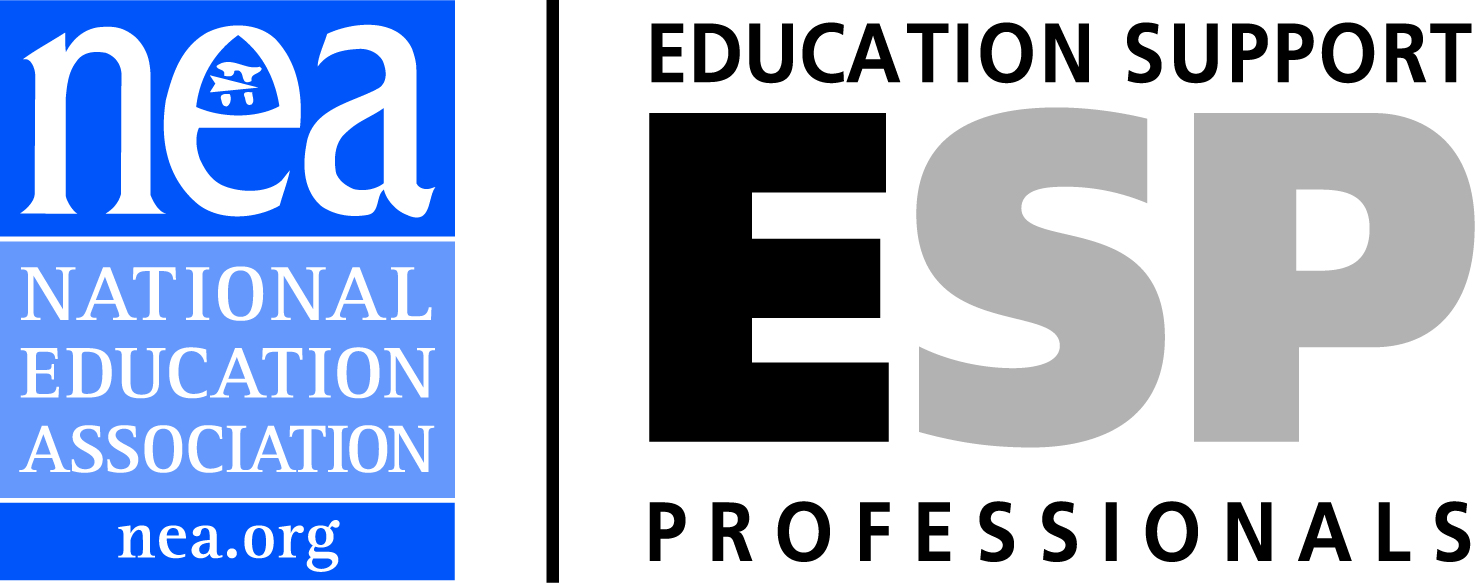 nea
NATIONAL
EDUCATION
ASSOCIATION
nea.org
EDUCATION SUPPORT
ESP
PROFESSIONALS